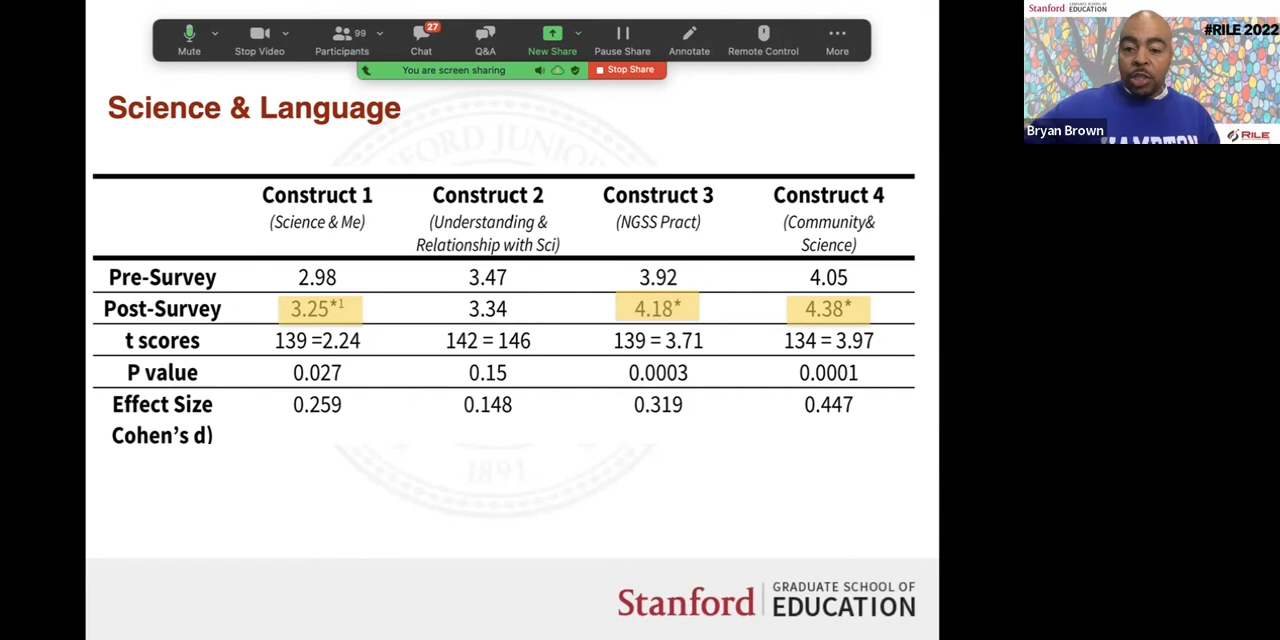 Mute
Stop Video
99
Participants
27
Chat
Q&A
New Share
Pause Share
Annotate
Remote Control
More
You are screen sharing
Stop Share
Science & Language
Construct 1 Construct 2 Construct 3 Construct 4
(Science & Me) (Understanding & (NGSS Pract) (Community&
Relationship with Sci) Science)
Pre-Survey 2.98 3.47 3.92 4.05
Post-Survey 3.25*1 3.34 4.18* 4.38*
t scores 139 =2.24 142 = 146 139 = 3.71 134 = 3.97
P value 0.027 0.15 0.0003 0.0001
Effect Size 0.259 0.148 0.319 0.447
Cohen's d)
1891
Stanford GRADUATE SCHOOL OF
EDUCATION
Stanford GRADUATE SCHOOL OF
EDUCATION
#RILE 2022
Bryan Brown
HAMPTON
RILE